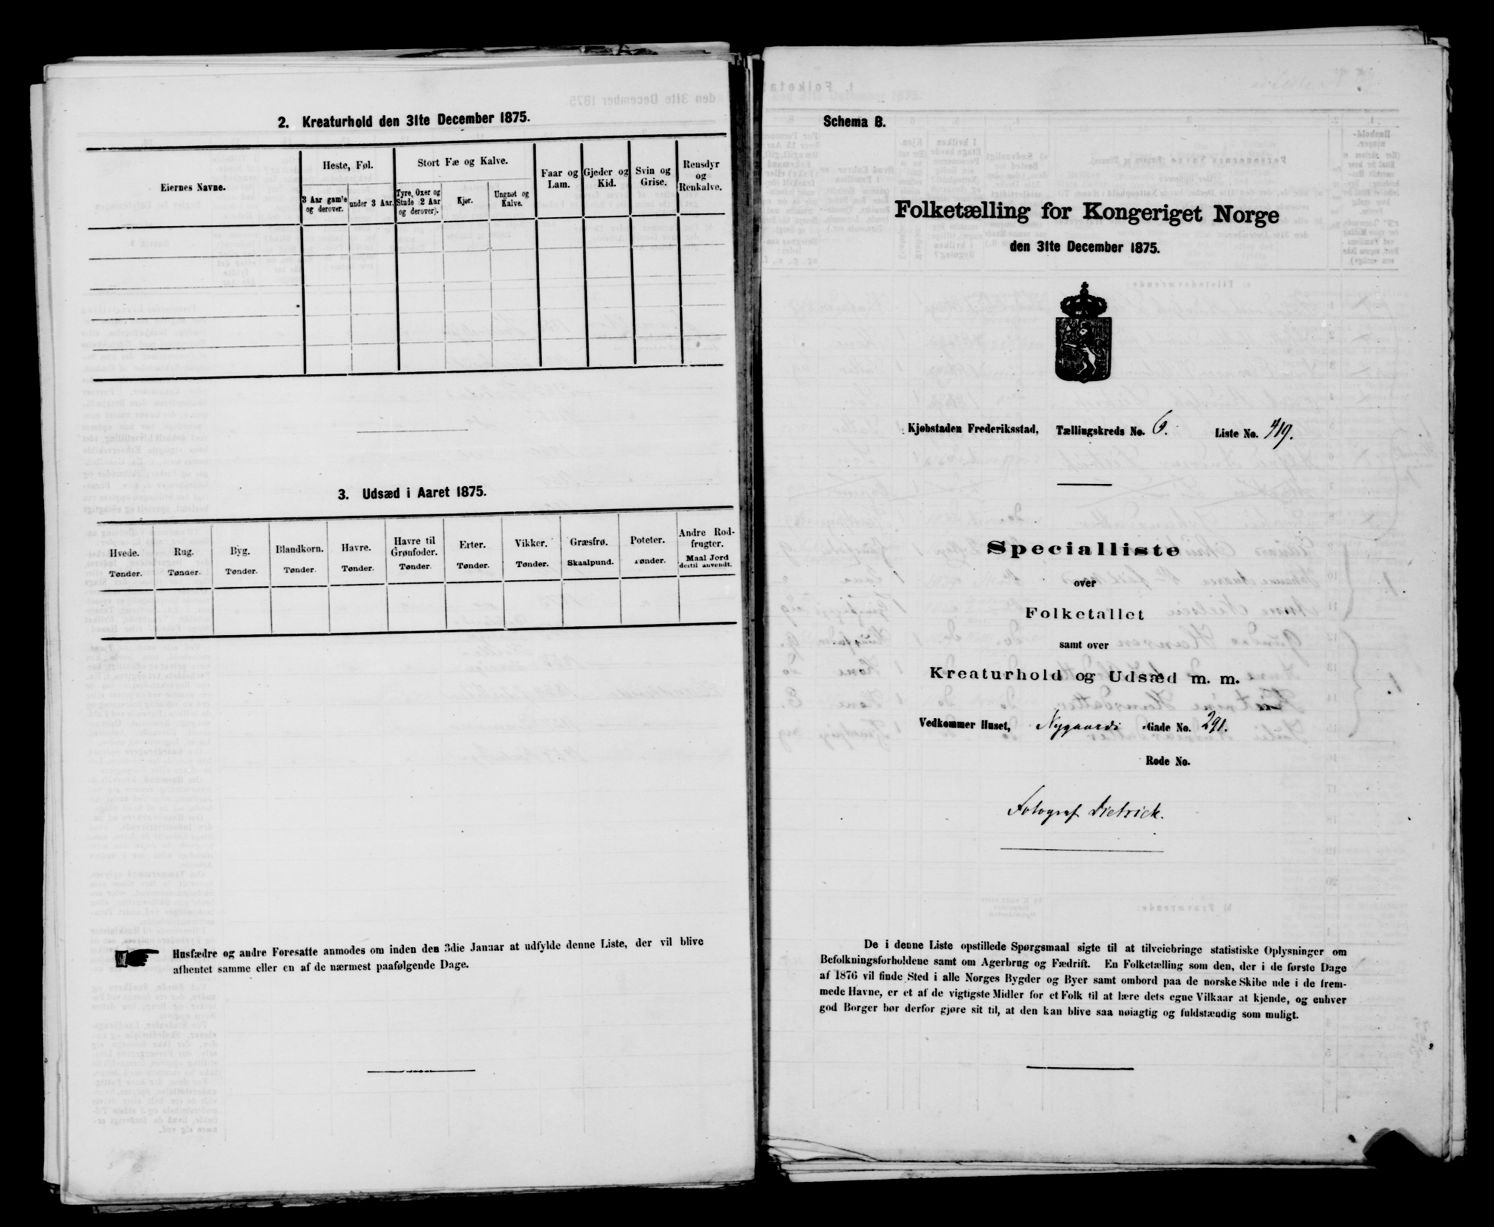 2. Kreaturhold den 31te December 1875.
Eiernes Navne.
Heste, Føl.
Stort Fæ og Kalve.
Faar og
Lam.
Gjeder og
Kid.
Svin og
Grise.
Rensdyr
og
Renkalve.
3 Aar gamle
og derover.
under 3 Aar.
Tyre, Oxer og
Stude (2 Aar
og derover).
Kjør.
Ungnøt og
Kalve.
3. Udsæd i Aaret 1875.
Hvede.
Tønder.
Rug.
Tønder.
Byg.
Tønder.
Blandkorn.
Tønder.
Havre.
Tønder.
Havre til
Grønfoder.
Tønder.
Erter.
Tønder.
Vikker.
Tønder.
Græsfrø.
Skaalpund.
Poteter.
Tønder.
Andre Rod-
frugter.
Maal Jord
dertil anvendt.
Husfædre og andre Foresatte anmodes om inden den 3die Januar at udfylde denne Liste, der vil blive
afhentet samme eller en af de nærmest paafølgende Dage.
Schema B.
Folketælling for Kongeriget Norge
den 31te December 1875.
Kjøbstaden Frederiksstad, Tællingskreds No. 6. Liste No. 419.
Specialliste
over
Folketallet
samt over
Kreaturhold og Udsæd m. m.
Vedkommer Huset, Nygaards Gade No. 291.
Rode No.
Fotograf Dietrick.
De i denne Liste opstillede Spørgsmaal sigte til at tilveiebringe statistiske Oplysninger om
Befolkningsforholdene samt om Agerbrug og Fædrift. En Folketælling som den, der i de første Dage
af 1876 vil finde Sted i alle Norges Bygder og Byer samt ombord paa de norske Skibe ude i de frem-
mede Havne, er et af de vigtigste Midler for et Folk til at lære dets egne Vilkaar at kjende, og enhver
god Borger bør derfor gjøre sit til, at den kan blive saa nøiagtig og fuldstændig som muligt.